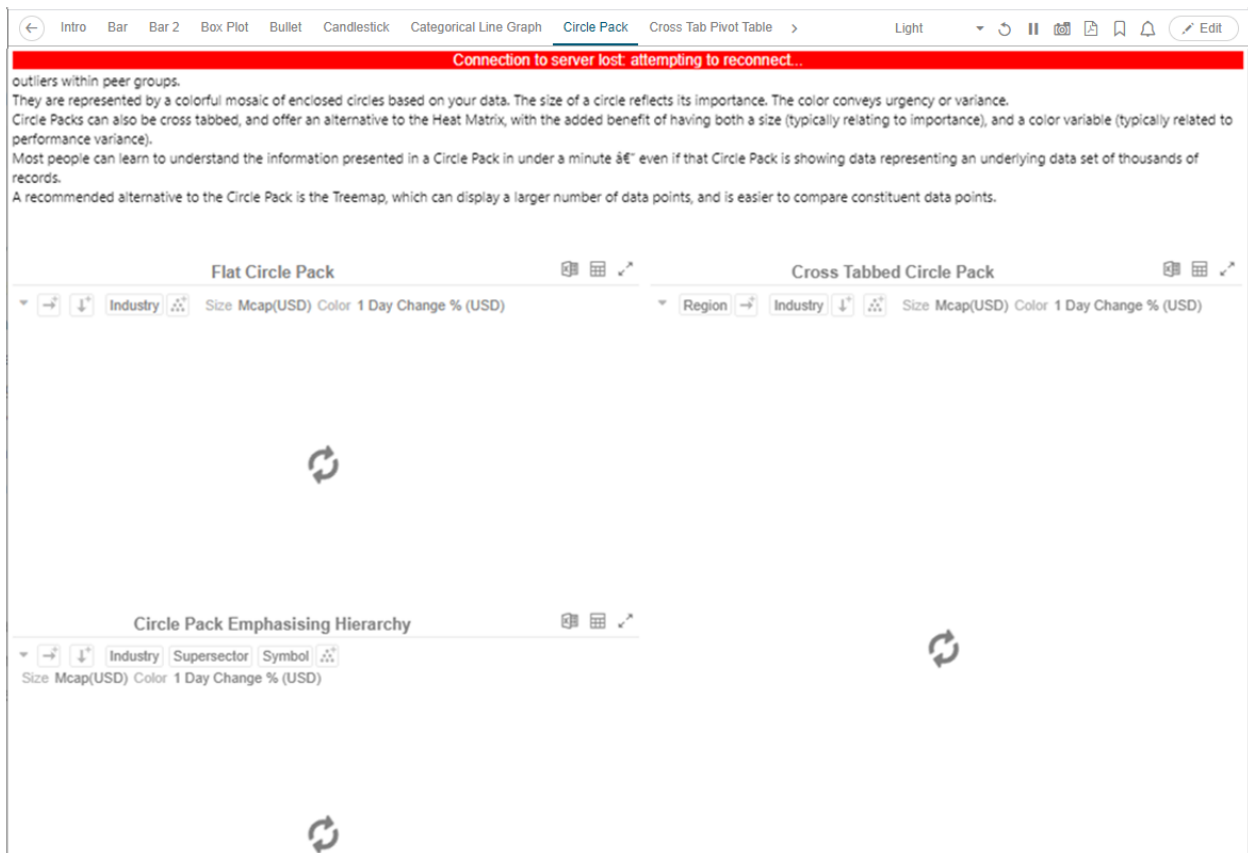 Intro Bar Bar 2 Box Plot Bullet Candlestick Categorical Line Graph Circle Pack Cross Tab Pivot Table Light Edit
Connection to server lost: attempting to reconnect...
outliers within peer groups.
They are represented by a colorful mosaic of enclosed circles based on your data. The size of a circle reflects its importance. The color conveys urgency or variance.
Circle Packs can also be cross tabbed, and offer an alternative to the Heat Matrix, with the added benefit of having both a size (typically relating to importance), and a color variable (typically related to
performance variance).
Most people can learn to understand the information presented in a Circle Pack in under a minute â€“ even if that Circle Pack is showing data representing an underlying data set of thousands of
records.
A recommended alternative to the Circle Pack is the Treemap, which can display a larger number of data points, and is easier to compare constituent data points.
Flat Circle Pack
Industry Size Mcap(USD) Color 1 Day Change % (USD)
Cross Tabbed Circle Pack
Region Industry Size Mcap(USD) Color 1 Day Change % (USD)
Circle Pack Emphasising Hierarchy
Industry Supersector Symbol
Size Mcap(USD) Color 1 Day Change % (USD)